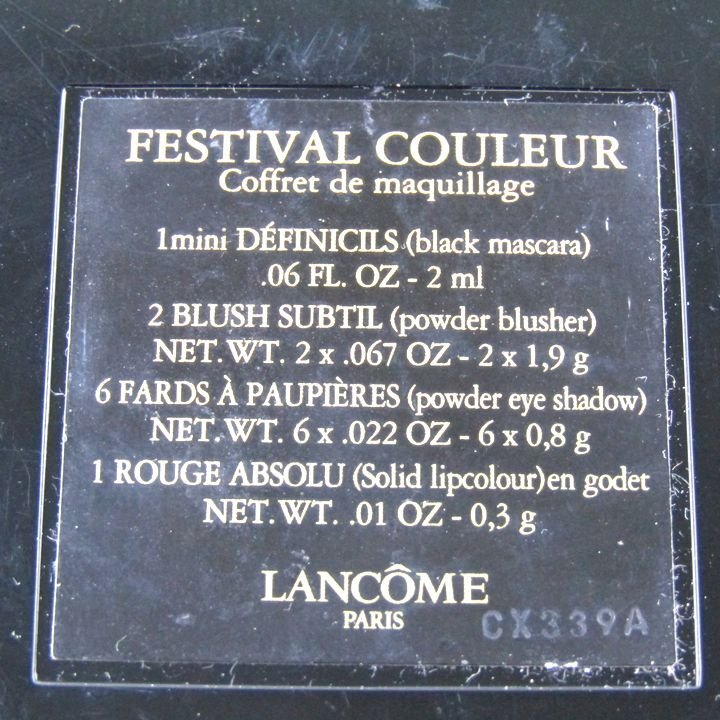 FESTIVAL COULEUR
Coffret de maquillage
1mini DÉFINICILS (black mascara)
.06 FL. OZ - 2 ml
2 BLUSH SUBTIL (powder blusher)
NET. WT. 2 x .067 OZ - 2 x 1,9 g
6 FARDS À PAUPIÈRES (powder eye shadow)
NET. WT. 6 x .022 OZ - 6 x 0,8 g
1 ROUGE ABSOLU (Solid lipcolour)en godet
NET. WT. .01 OZ - 0,3 g
LANCÔME
PARIS
CX339A